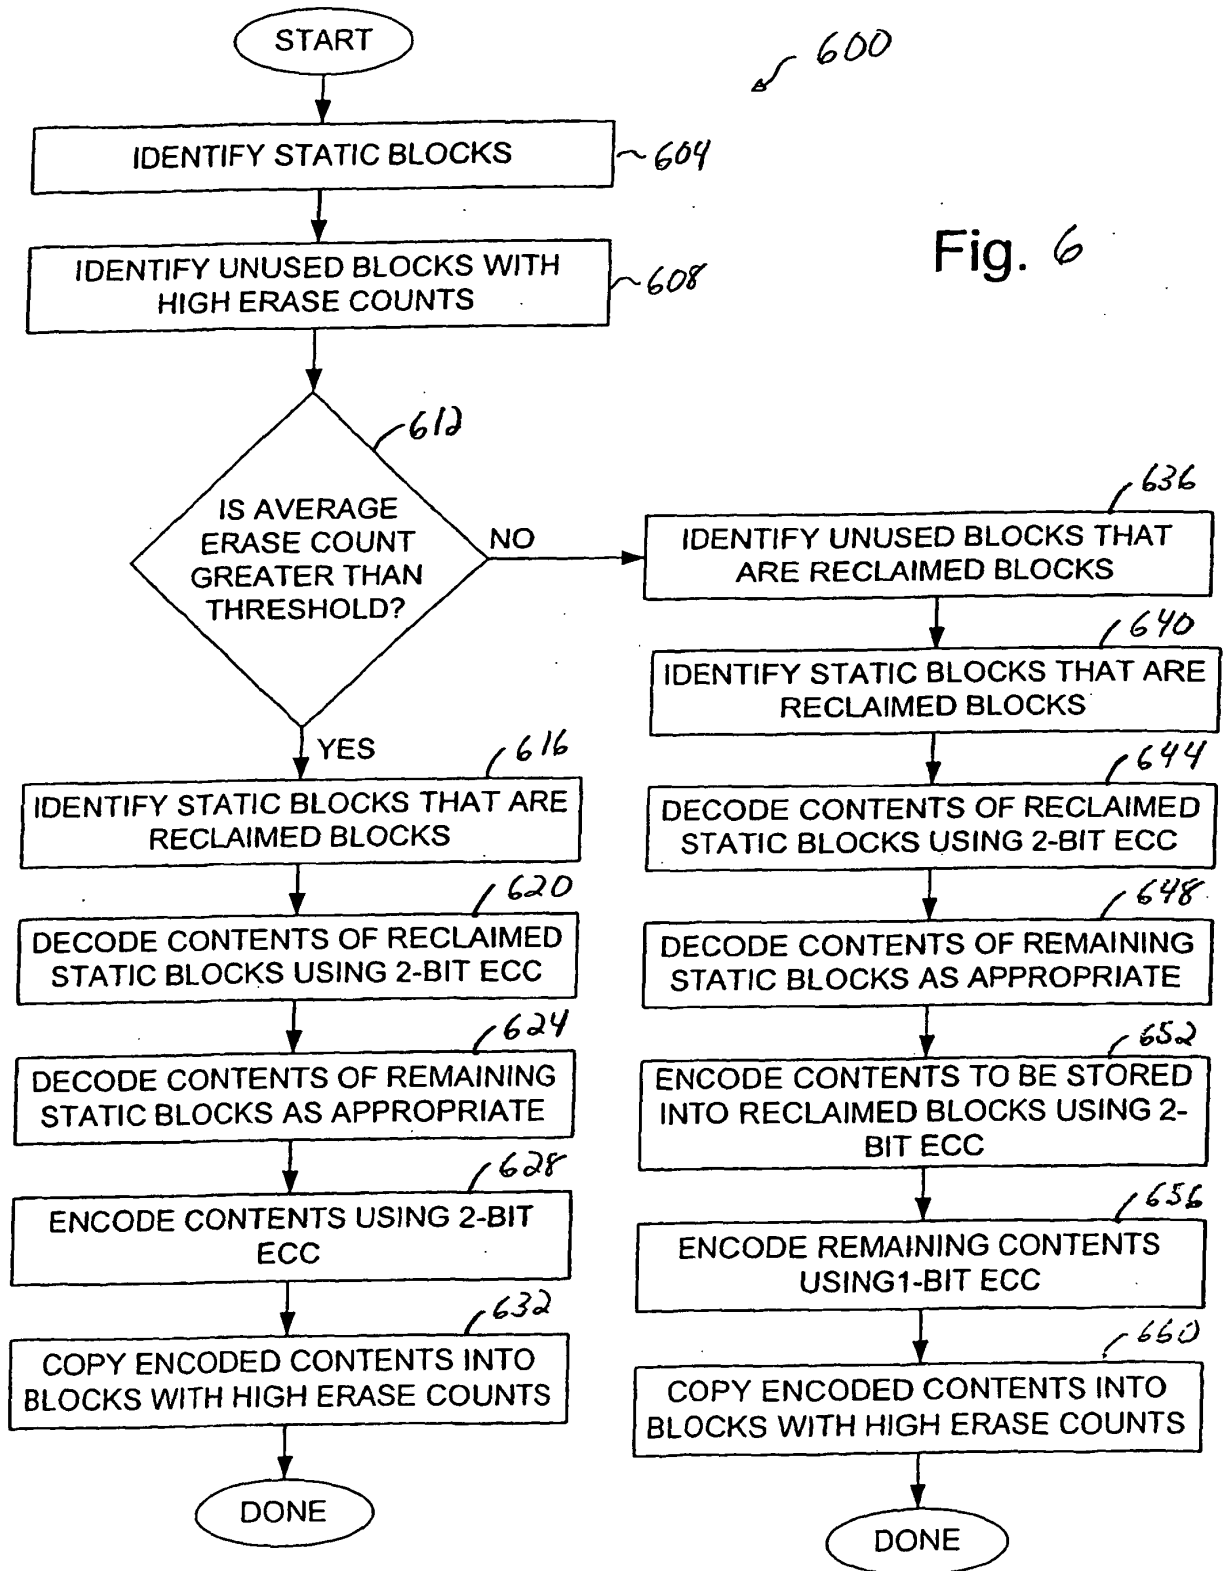 START
600
IDENTIFY STATIC BLOCKS
604
Fig. 6
IDENTIFY UNUSED BLOCKS WITH
HIGH ERASE COUNTS
608
612
IS AVERAGE
ERASE COUNT
GREATER THAN
THRESHOLD?
NO
YES
616
IDENTIFY STATIC BLOCKS THAT ARE
RECLAIMED BLOCKS
620
DECODE CONTENTS OF RECLAIMED
STATIC BLOCKS USING 2-BIT ECC
624
DECODE CONTENTS OF REMAINING
STATIC BLOCKS AS APPROPRIATE
628
ENCODE CONTENTS USING 2-BIT
ECC
632
COPY ENCODED CONTENTS INTO
BLOCKS WITH HIGH ERASE COUNTS
DONE
636
IDENTIFY UNUSED BLOCKS THAT
ARE RECLAIMED BLOCKS
640
IDENTIFY STATIC BLOCKS THAT ARE
RECLAIMED BLOCKS
644
DECODE CONTENTS OF RECLAIMED
STATIC BLOCKS USING 2-BIT ECC
648
DECODE CONTENTS OF REMAINING
STATIC BLOCKS AS APPROPRIATE
652
ENCODE CONTENTS TO BE STORED
INTO RECLAIMED BLOCKS USING 2-
BIT ECC
656
ENCODE REMAINING CONTENTS
USING1-BIT ECC
660
COPY ENCODED CONTENTS INTO
BLOCKS WITH HIGH ERASE COUNTS
DONE